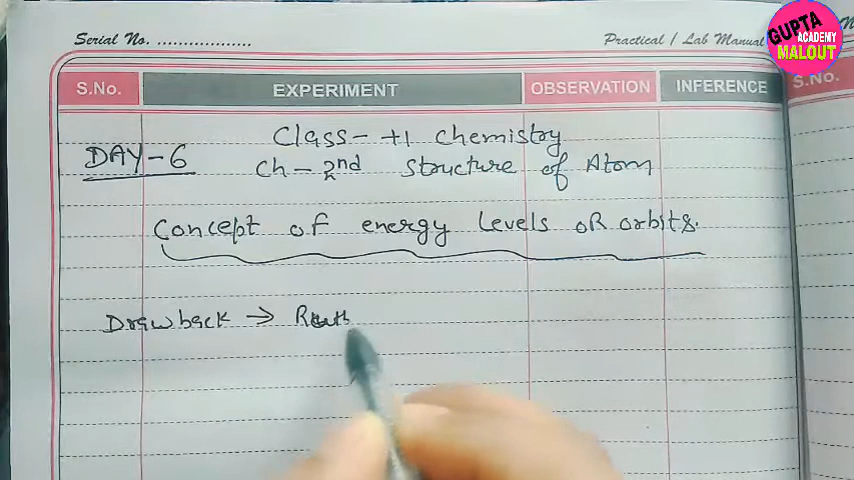 Serial No. ..................
Practical / Lab Manual
GUPTA
ACADEMY
MALOUT
S.No.
EXPERIMENT
OBSERVATION
INFERENCE
S.No.
Class- +1 Chemistry
DAY-6
Ch-2nd Structure of Atom
Concept of energy levels OR orbits.
Drawback → Ruth